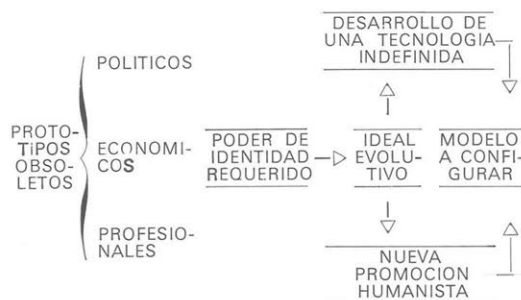 PROTO-
TiPOS
OBSO-
LETOS
POLITICOS
ECONOMI-
COS
PROFESIO-
NALES
PODER DE
IDENTIDAD
REQUERIDO
IDEAL
EVOLU-
TIVO
DESARROLLO DE
UNA TECNOLOGIA
INDEFINIDA
MODELO
A CONFI-
GURAR
NUEVA
PROMOCION
HUMANISTA